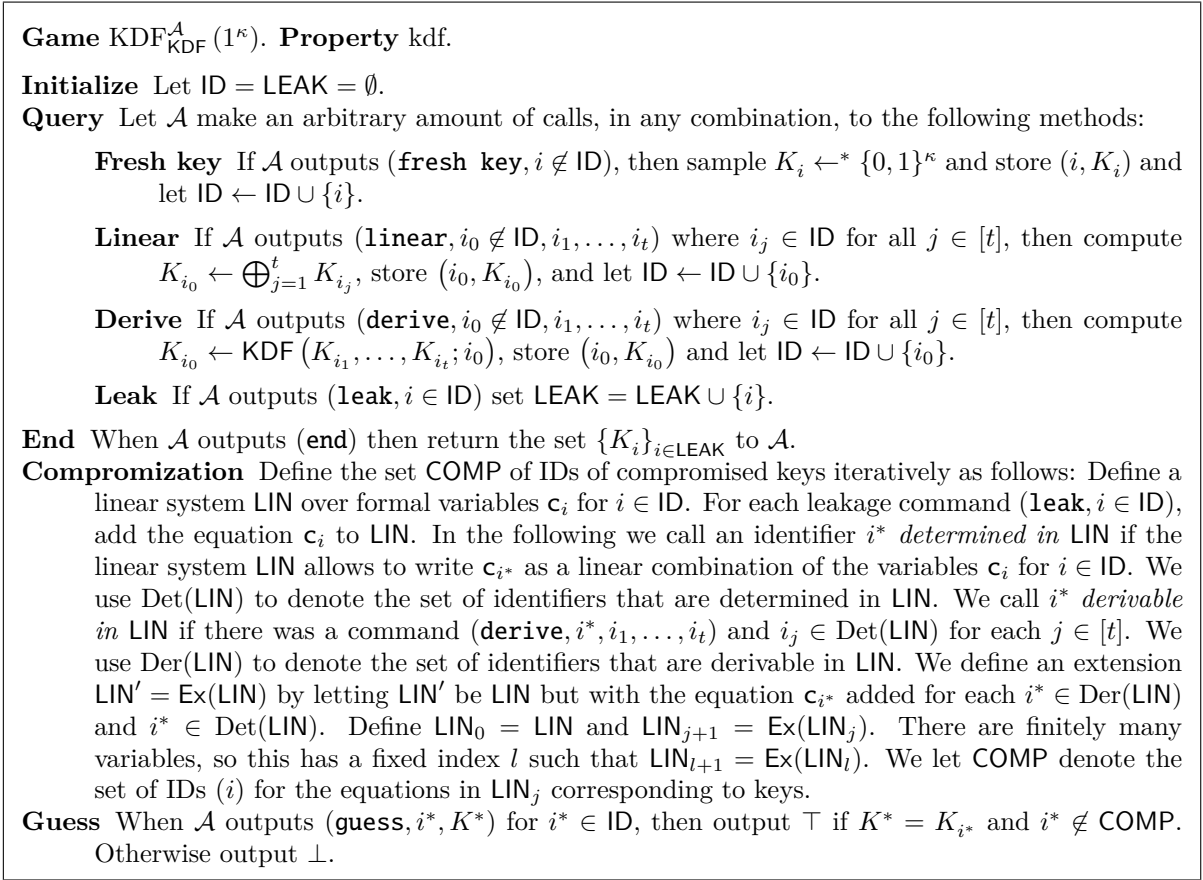 Game KDF^𝒜_KDF (1^κ). Property kdf.
Initialize Let ID = LEAK = ∅.
Query Let 𝒜 make an arbitrary amount of calls, in any combination, to the following methods:
Fresh key If 𝒜 outputs (fresh key, i ∉ ID), then sample K_i ←* {0, 1}^κ and store (i, K_i) and
let ID ← ID ∪ {i}.
Linear If 𝒜 outputs (linear, i_0 ∉ ID, i_1, . . . , i_t) where i_j ∈ ID for all j ∈ [t], then compute
K_{i_0} ← ⊕^t_{j=1} K_{i_j}, store (i_0, K_{i_0}), and let ID ← ID ∪ {i_0}.
Derive If 𝒜 outputs (derive, i_0 ∉ ID, i_1, . . . , i_t) where i_j ∈ ID for all j ∈ [t], then compute
K_{i_0} ← KDF(K_{i_1}, . . . , K_{i_t}; i_0), store (i_0, K_{i_0}) and let ID ← ID ∪ {i_0}.
Leak If 𝒜 outputs (leak, i ∈ ID) set LEAK = LEAK ∪ {i}.
End When 𝒜 outputs (end) then return the set {K_i}_{i∈LEAK} to 𝒜.
Compromization Define the set COMP of IDs of compromised keys iteratively as follows: Define a
linear system LIN over formal variables c_i for i ∈ ID. For each leakage command (leak, i ∈ ID),
add the equation c_i to LIN. In the following we call an identifier i* determined in LIN if the
linear system LIN allows to write c_{i*} as a linear combination of the variables c_i for i ∈ ID. We
use Det(LIN) to denote the set of identifiers that are determined in LIN. We call i* derivable
in LIN if there was a command (derive, i*, i_1, . . . , i_t) and i_j ∈ Det(LIN) for each j ∈ [t]. We
use Der(LIN) to denote the set of identifiers that are derivable in LIN. We define an extension
LIN′ = Ex(LIN) by letting LIN′ be LIN but with the equation c_{i*} added for each i* ∈ Der(LIN)
and i* ∈ Det(LIN). Define LIN_0 = LIN and LIN_{j+1} = Ex(LIN_j). There are finitely many
variables, so this has a fixed index l such that LIN_{l+1} = Ex(LIN_l). We let COMP denote the
set of IDs (i) for the equations in LIN_j corresponding to keys.
Guess When 𝒜 outputs (guess, i*, K*) for i* ∈ ID, then output ⊤ if K* = K_{i*} and i* ∉ COMP.
Otherwise output ⊥.